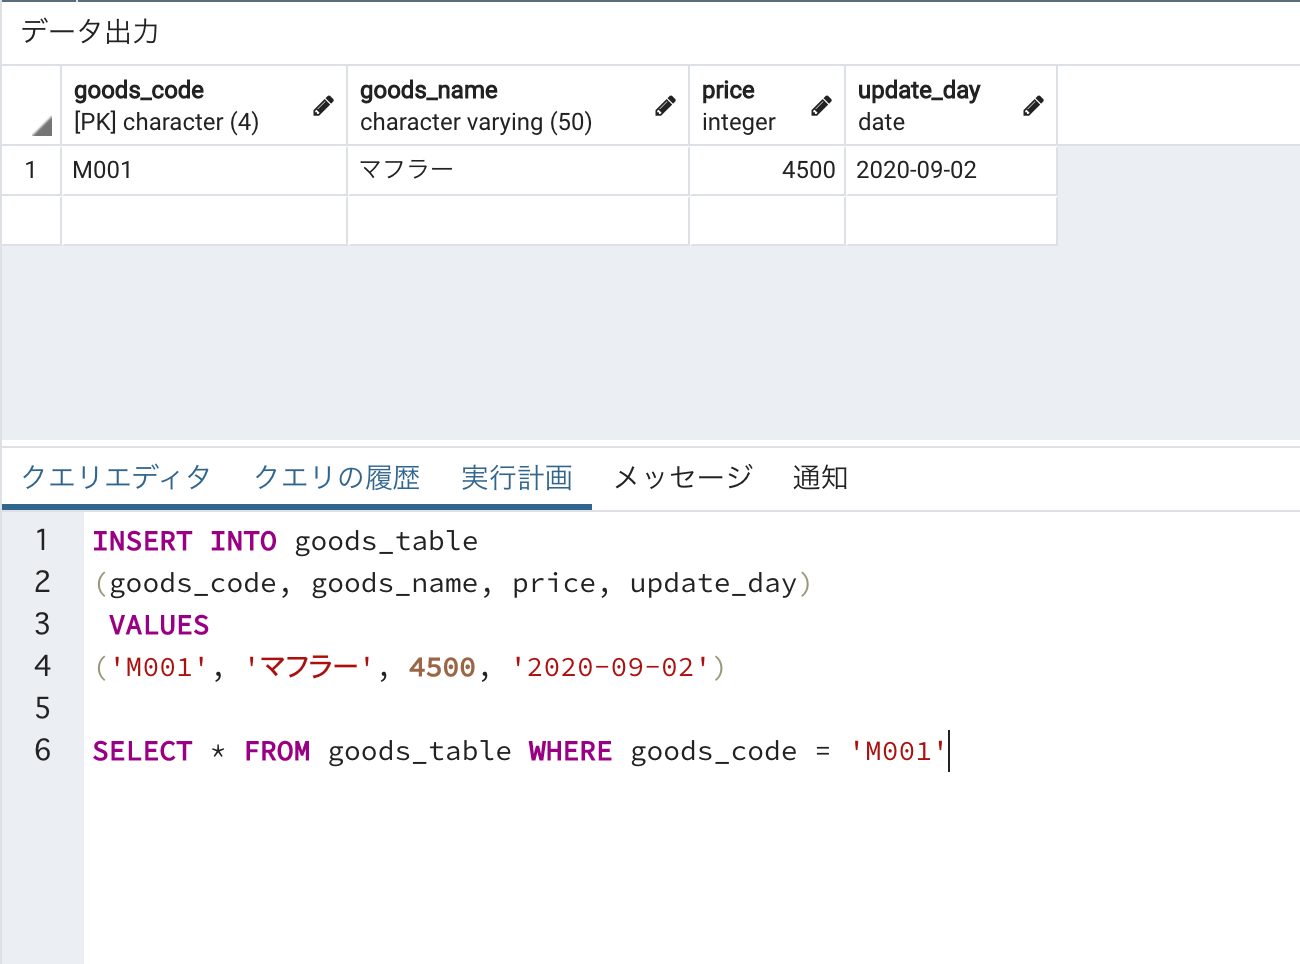 データ出力
goods_code goods_name price update_day
[PK] character (4) character varying (50) integer date
1 M001 マフラー 4500 2020-09-02
クエリエディタ クエリの履歴 実行計画 メッセージ 通知
1 INSERT INTO goods_table
2 (goods_code, goods_name, price, update_day)
3 VALUES
4 ('M001', 'マフラー', 4500, '2020-09-02')
5
6 SELECT * FROM goods_table WHERE goods_code = 'M001'